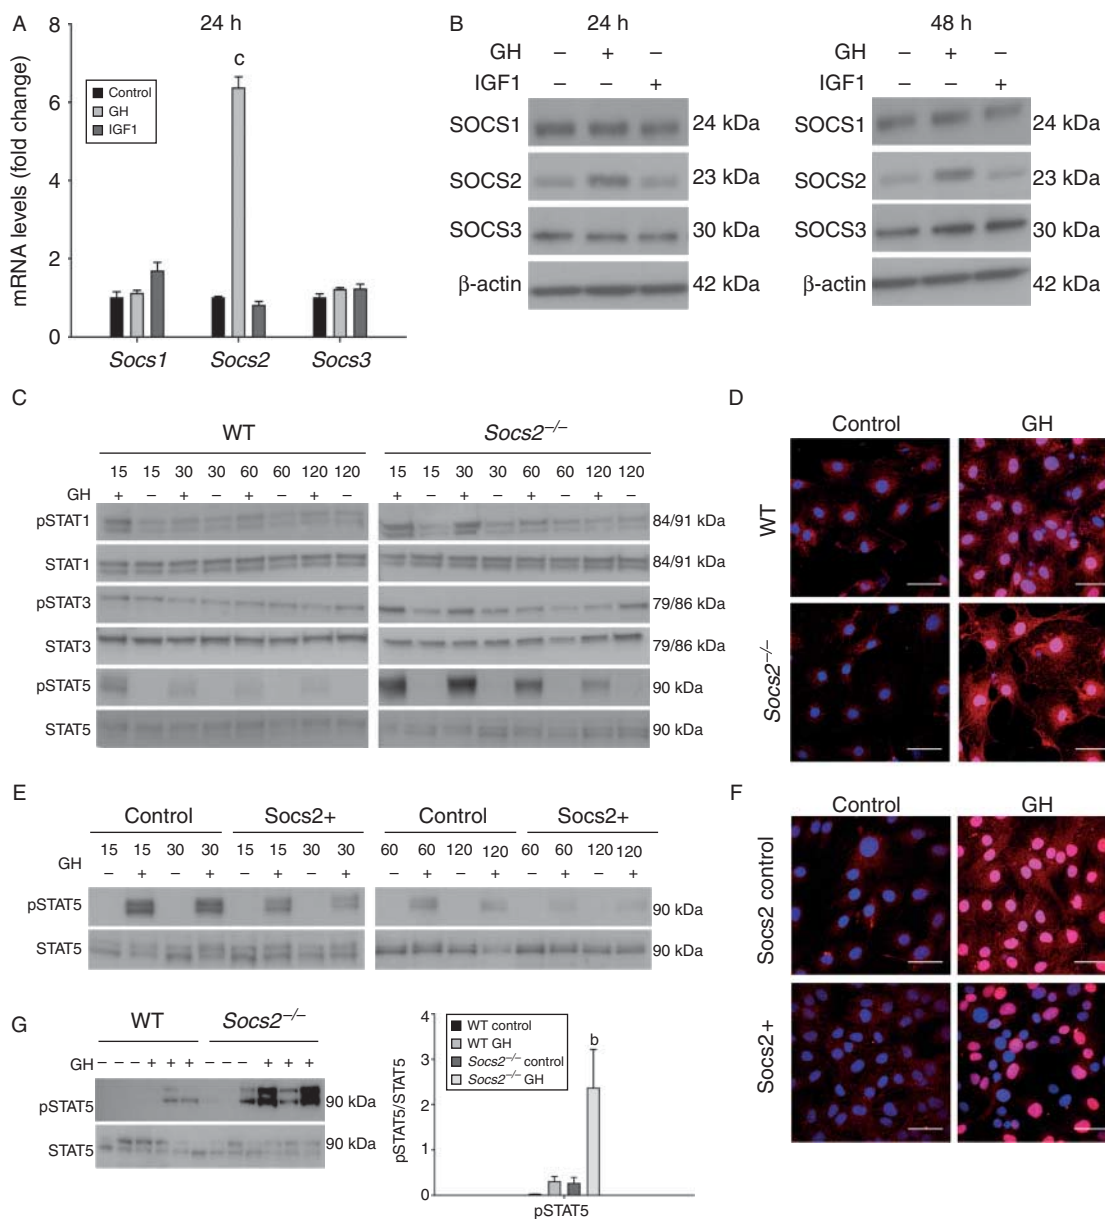 A
24 h
mRNA levels (fold change)
8
6
4
2
0
Control
GH
IGF1
c
Socs1 Socs2 Socs3
B
24 h 48 h
GH – + – GH – + –
IGF1 – – + IGF1 – – +
SOCS1 24 kDa SOCS1 24 kDa
SOCS2 23 kDa SOCS2 23 kDa
SOCS3 30 kDa SOCS3 30 kDa
β-actin 42 kDa β-actin 42 kDa
C
WT Socs2–/–
15 15 30 30 60 60 120 120 15 15 30 30 60 60 120 120
GH + – + – + – + – + – + – + – + –
pSTAT1 84/91 kDa
STAT1 84/91 kDa
pSTAT3 79/86 kDa
STAT3 79/86 kDa
pSTAT5 90 kDa
STAT5 90 kDa
D
Control GH
WT
Socs2–/–
E
Control Socs2+ Control Socs2+
15 15 30 30 15 15 30 30 60 60 120 120 60 60 120 120
GH – + – + – + – + – + – + – + – +
pSTAT5 90 kDa
STAT5 90 kDa
F
Control GH
Socs2 control
Socs2+
G
WT Socs2–/–
GH – – – + + + – – – + + +
pSTAT5 90 kDa
STAT5 90 kDa
pSTAT5/STAT5
4
3
2
1
0
WT control
WT GH
Socs2–/– control
Socs2–/– GH
b
pSTAT5